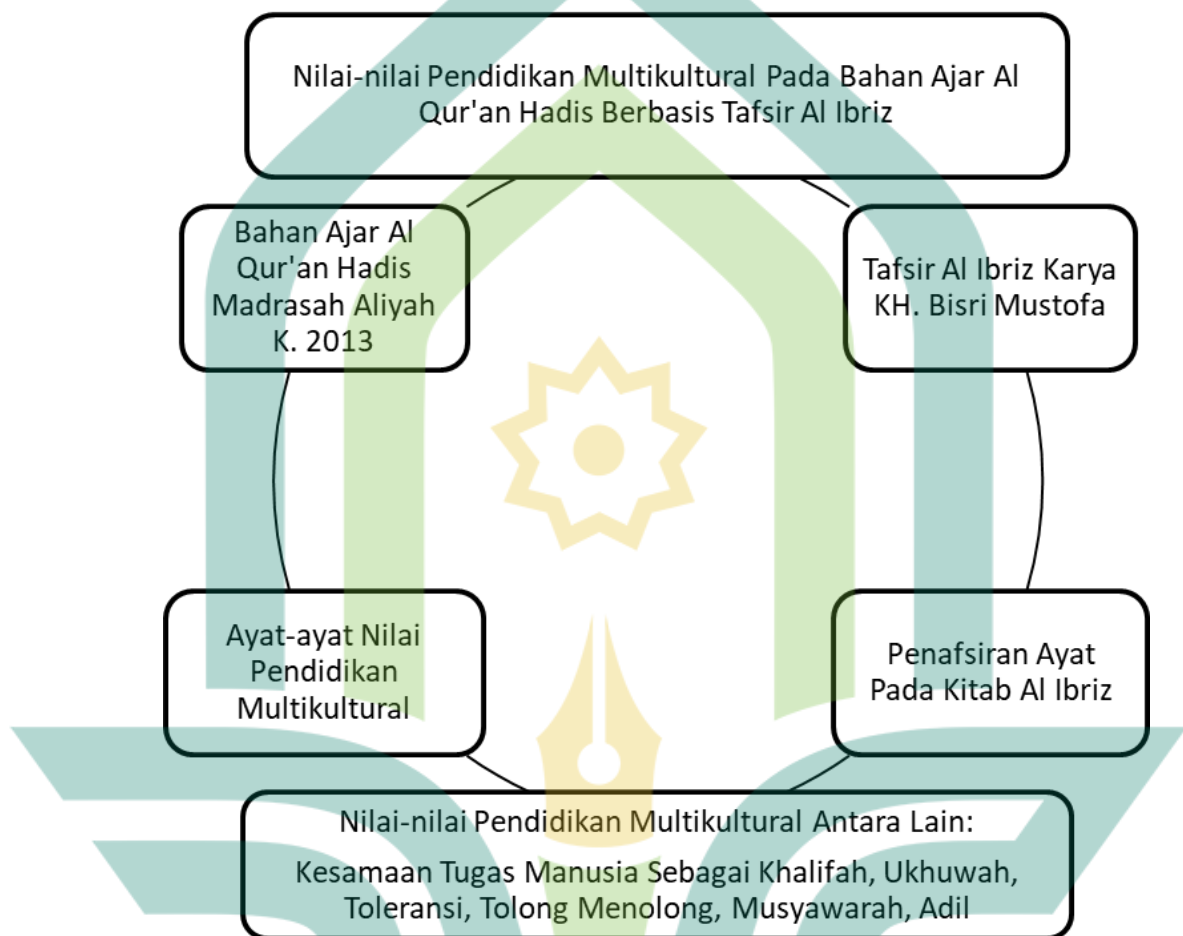 Nilai-nilai Pendidikan Multikultural Pada Bahan Ajar Al
Qur'an Hadis Berbasis Tafsir Al Ibriz
Bahan Ajar Al
Qur'an Hadis
Madrasah Aliyah
K. 2013
Tafsir Al Ibriz Karya
KH. Bisri Mustofa
Ayat-ayat Nilai
Pendidikan
Multikultural
Penafsiran Ayat
Pada Kitab Al Ibriz
Nilai-nilai Pendidikan Multikultural Antara Lain:
Kesamaan Tugas Manusia Sebagai Khalifah, Ukhuwah,
Toleransi, Tolong Menolong, Musyawarah, Adil